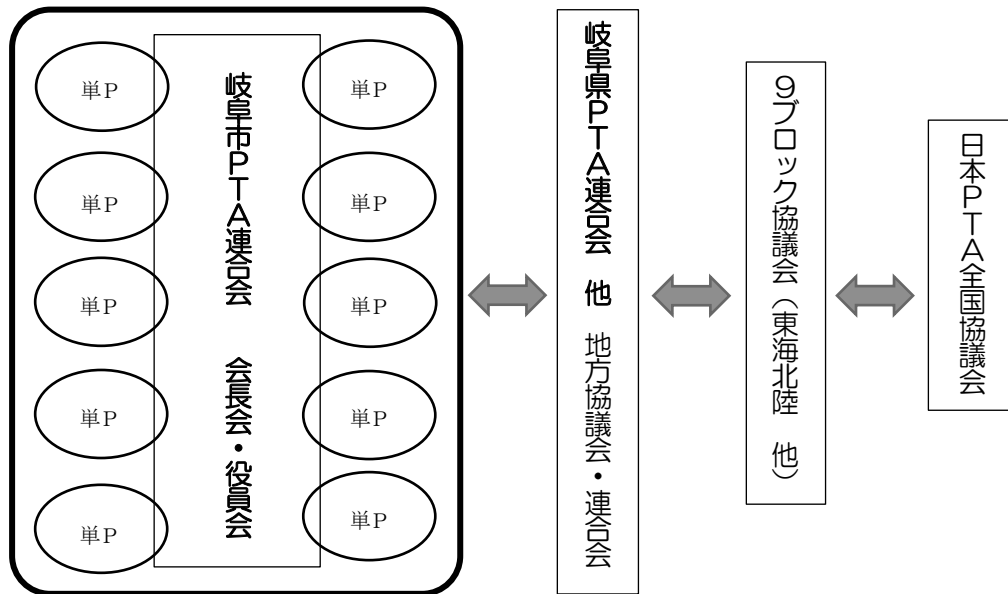 単P
単P
単P
単P
単P
岐阜市PTA連合会　会長会・役員会
単P
単P
単P
単P
単P
岐阜県PTA連合会　他　地方協議会・連合会
9ブロック協議会（東海北陸　他）
日本PTA全国協議会